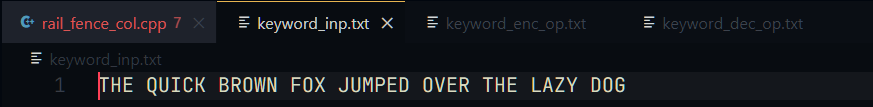 rail_fence_col.cpp 7 keyword_inp.txt keyword_enc_op.txt keyword_dec_op.txt
keyword_inp.txt
1 THE QUICK BROWN FOX JUMPED OVER THE LAZY DOG